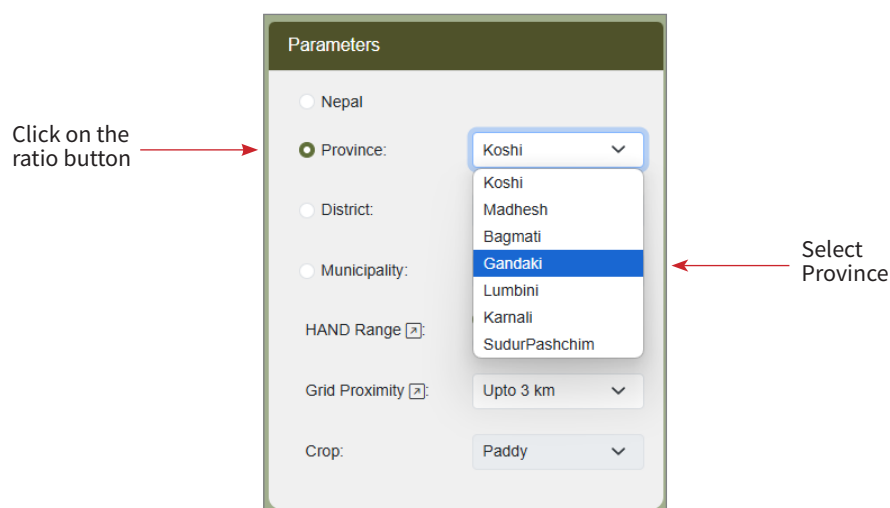 Parameters
Nepal
Click on the
ratio button
Province:
Koshi
Koshi
Madhesh
Bagmati
Gandaki
Lumbini
Karnali
SudurPashchim
Select
Province
District:
Municipality:
HAND Range
:
Grid Proximity
:
Upto 3 km
Crop:
Paddy